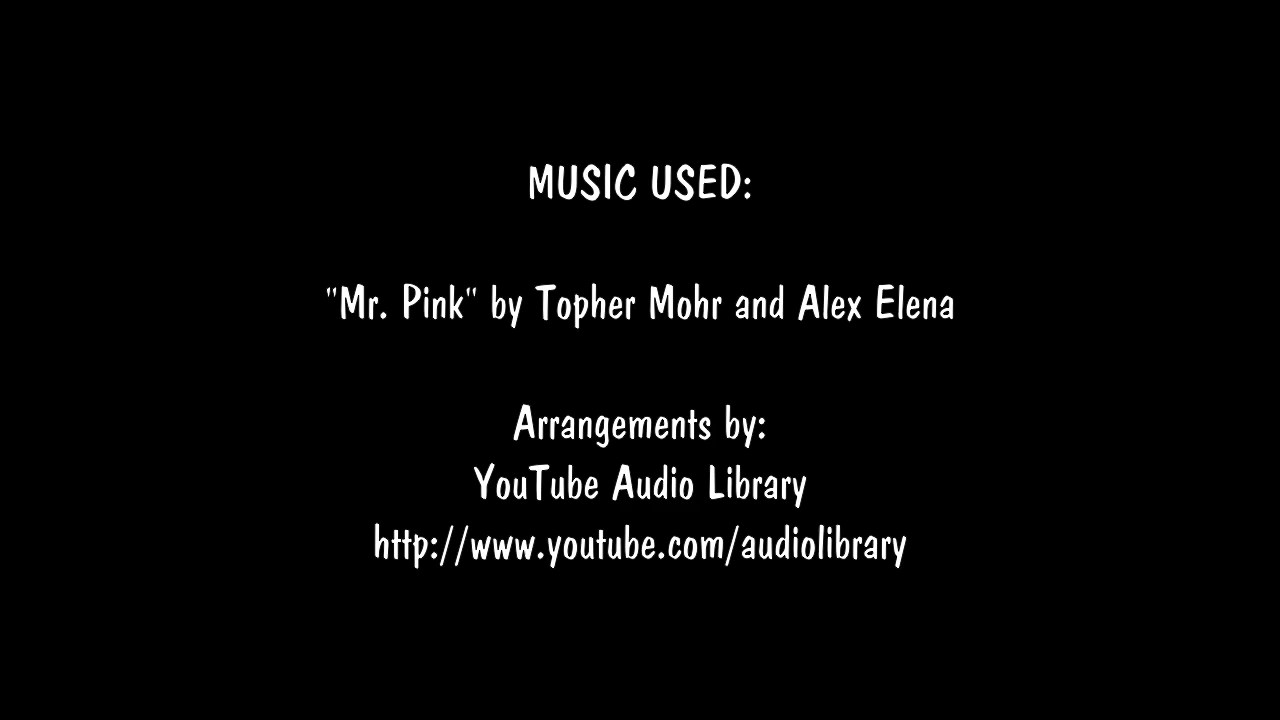 MUSIC USED:
"Mr. Pink" by Topher Mohr and Alex Elena
Arrangements by:
YouTube Audio Library
http://www.youtube.com/audiolibrary